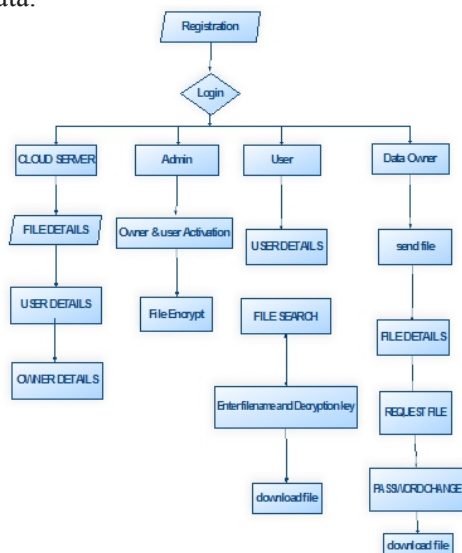 ata.
Registration
Login
CLOUD SERVER
Admin
User
Data Owner
FILE DETAILS
Owner & user Activation
USER DETAILS
send file
USER DETAILS
File Encrypt
FILE SEARCH
FILE DETAILS
OWNER DETAILS
Enter filename and Decryption key
REQUEST FILE
download file
PASSWORD CHANGE
download file